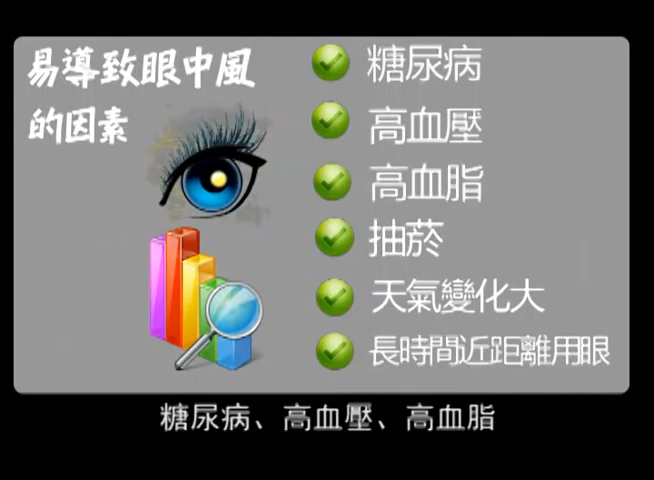 易導致眼中風
的因素
糖尿病
高血壓
高血脂
抽菸
天氣變化大
長時間近距離用眼
糖尿病、高血壓、高血脂